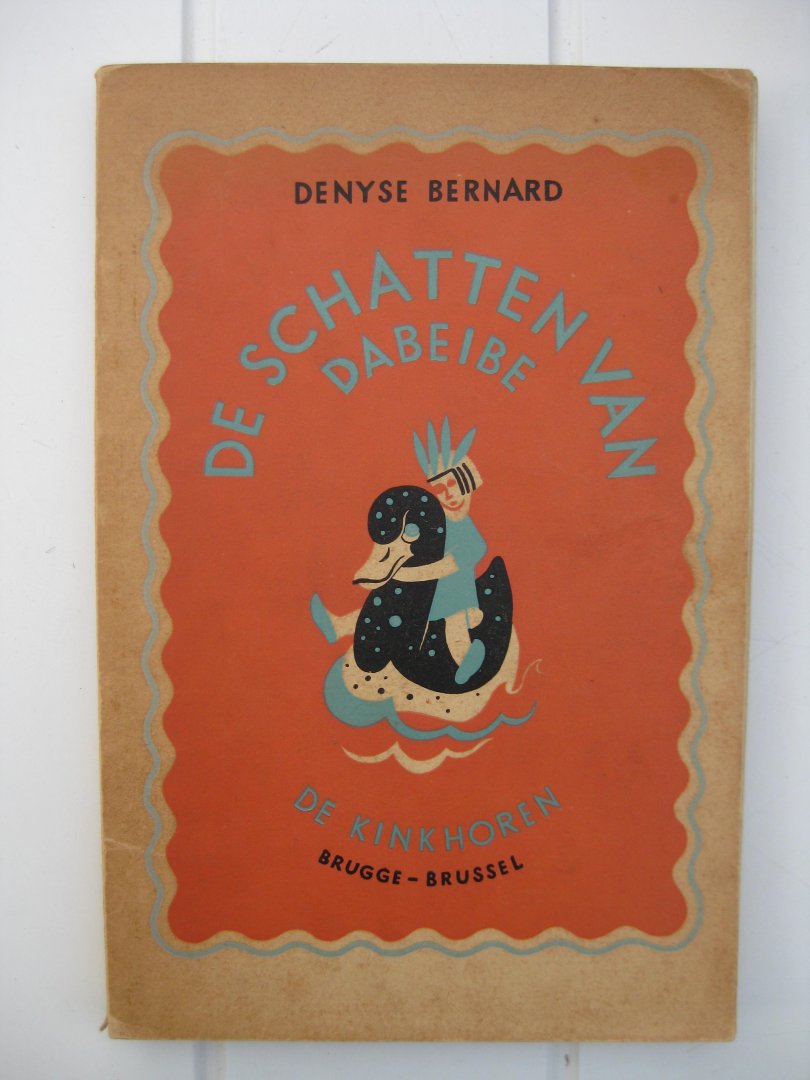 DENYSE BERNARD
DE SCHATTEN VAN
DABEIBE
DE KINKHOREN
BRUGGE – BRUSSEL